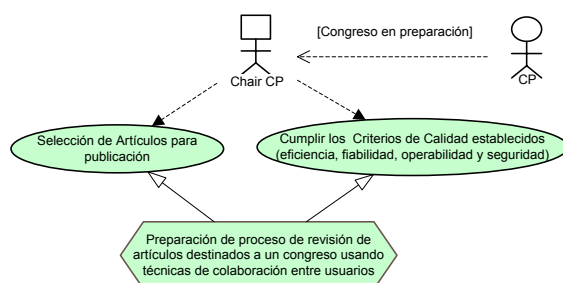 [Congreso en preparación]
Chair CP
CP
Selección de Artículos para
publicación
Cumplir los  Criterios de Calidad establecidos
(eficiencia, fiabilidad, operabilidad y seguridad)
Preparación de proceso de revisión de
artículos destinados a un congreso usando
técnicas de colaboración entre usuarios